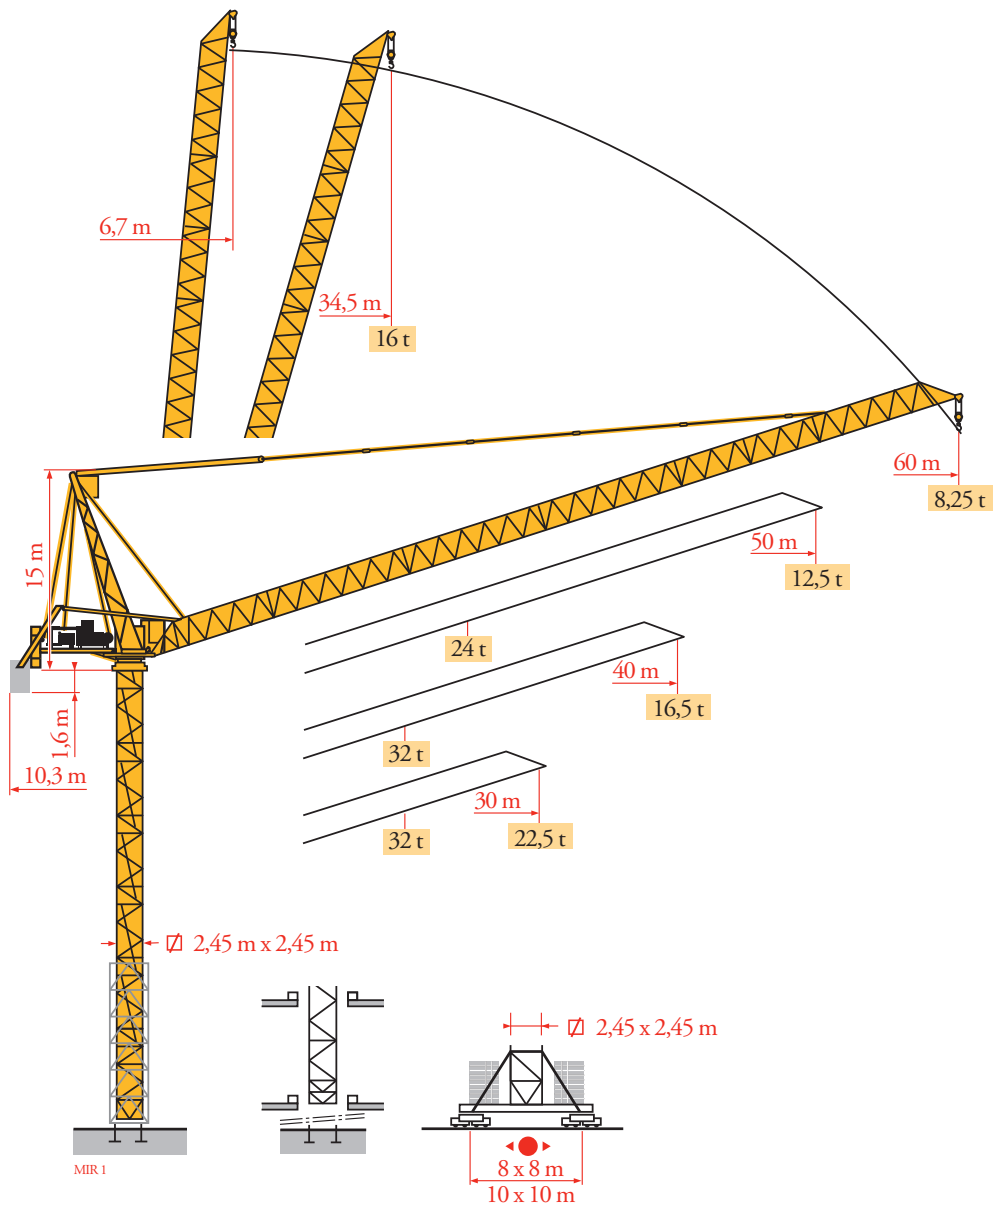 6,7 m
34,5 m
16 t
60 m
8,25 t
50 m
12,5 t
15 m
24 t
40 m
16,5 t
1,6 m
32 t
10,3 m
30 m
32 t
22,5 t
2,45 m x 2,45 m
2,45 x 2,45 m
MIR 1
8 x 8 m
10 x 10 m